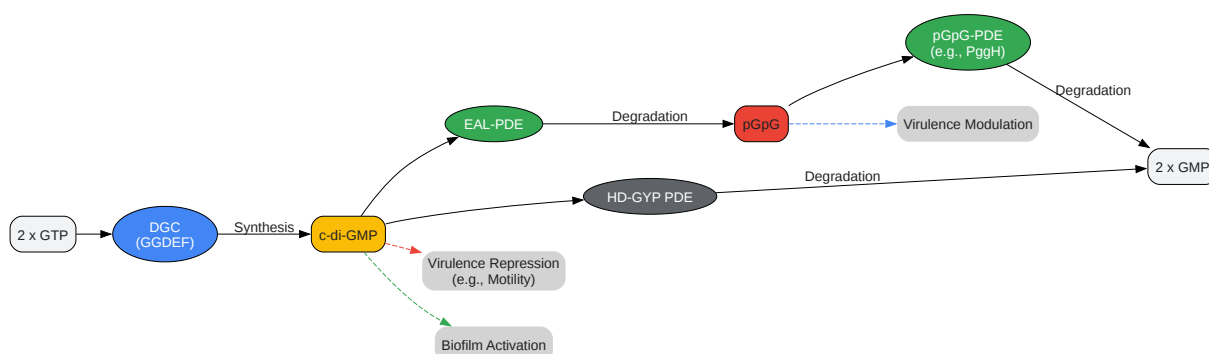 pGpG-PDE
(e.g., PggH)
Degradation
EAL-PDE
Degradation
pGpG
Virulence Modulation
2 x GMP
Degradation
HD-GYP PDE
2 x GTP
DGC
(GGDEF)
Synthesis
c-di-GMP
Virulence Repression
(e.g., Motility)
Biofilm Activation